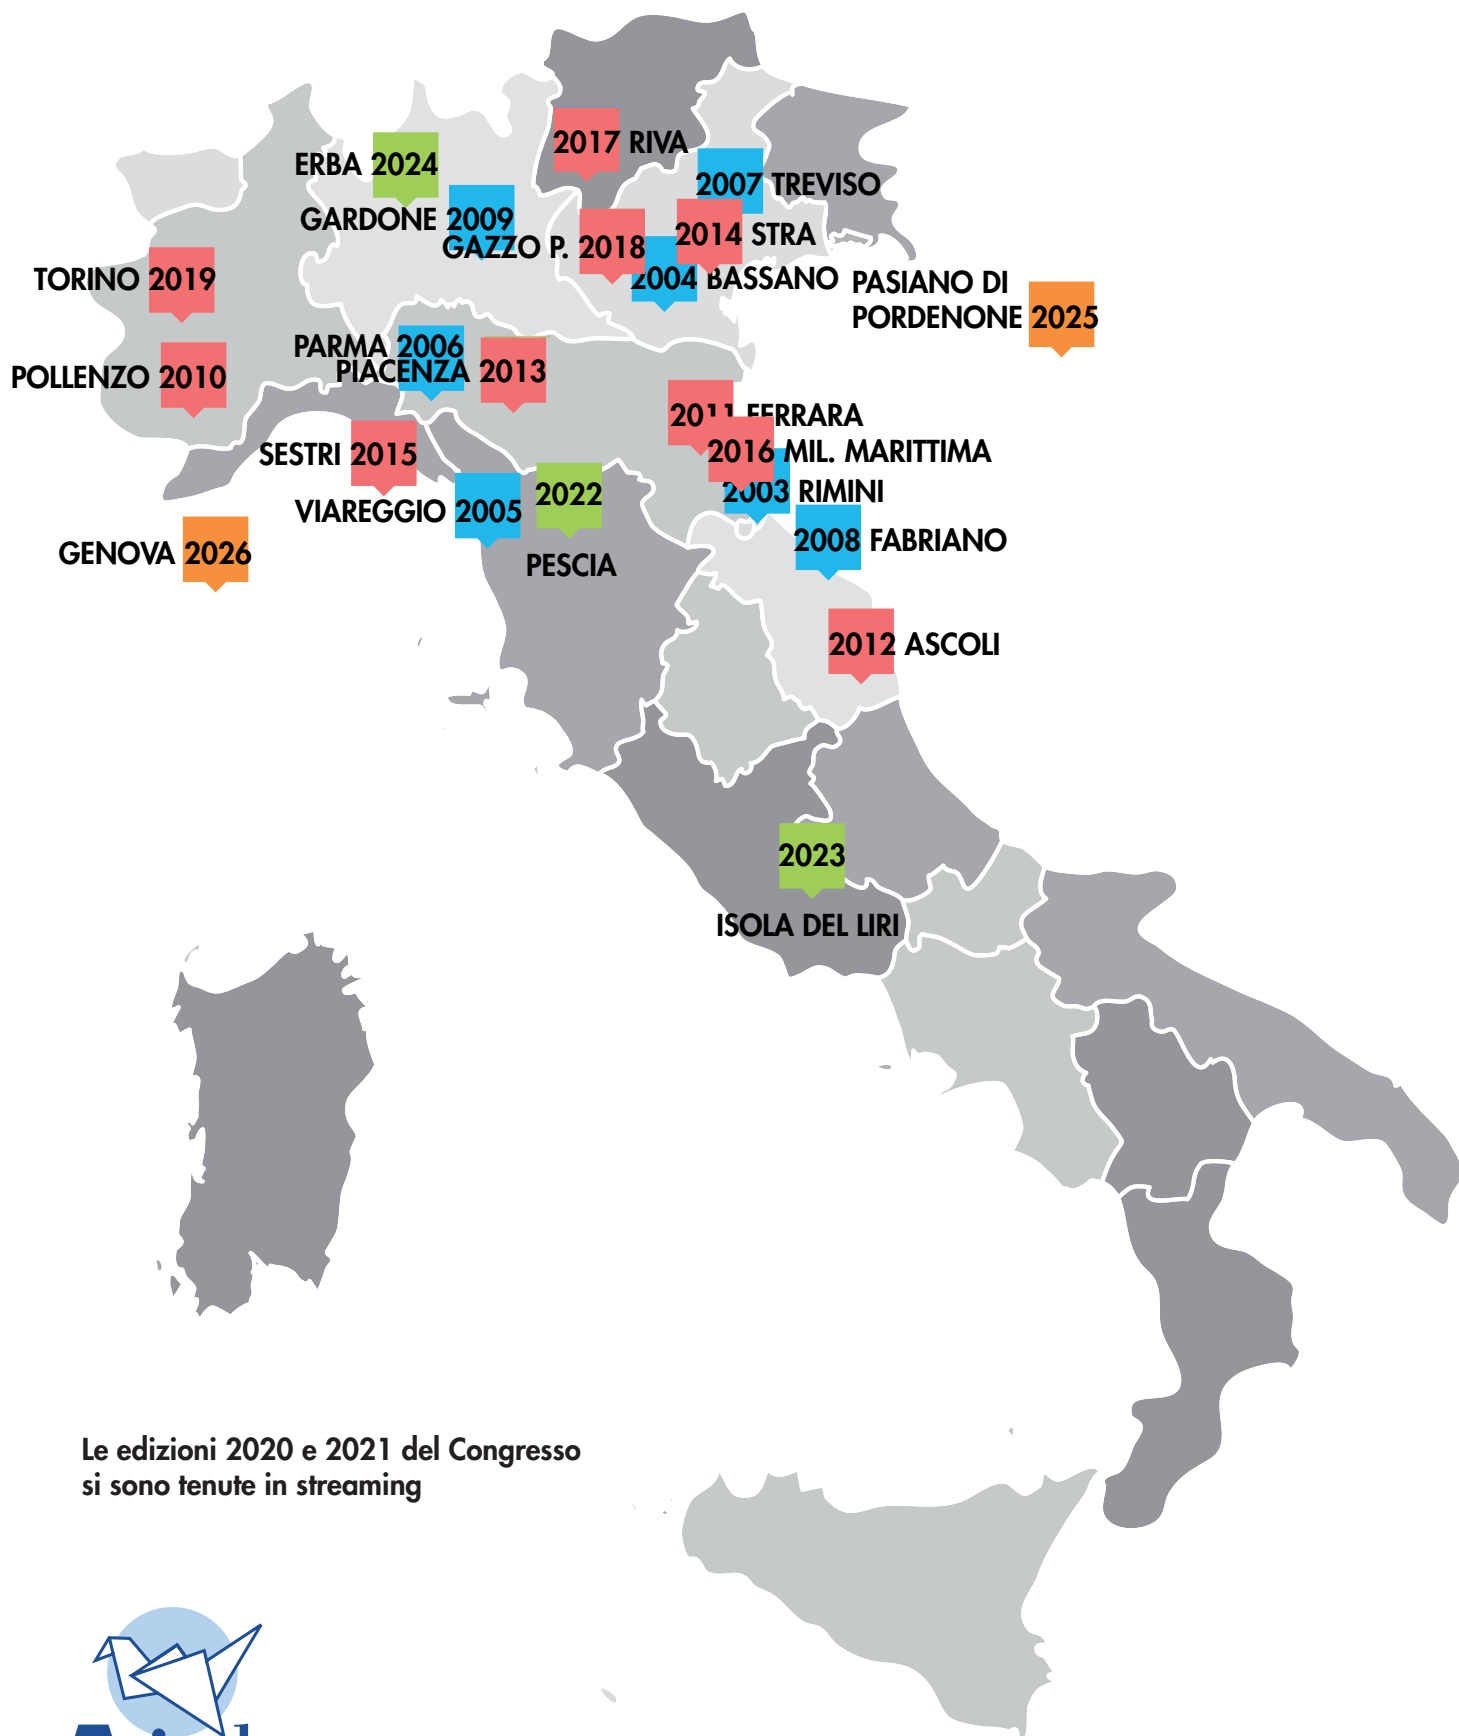 2017 RIVA
ERBA 2024
2007 TREVISO
GARDONE 2009
GAZZO P. 2018
2014 STRA
2004 BASSANO
TORINO 2019
PASIANO DI
PORDENONE 2025
PARMA 2006
PIACENZA 2013
POLLENZO 2010
2011 FERRARA
2016 MIL. MARITTIMA
SESTRI 2015
2003 RIMINI
2022
PESCIA
VIAREGGIO 2005
2008 FABRIANO
GENOVA 2026
2012 ASCOLI
2023
ISOLA DEL LIRI
Le edizioni 2020 e 2021 del Congresso
si sono tenute in streaming